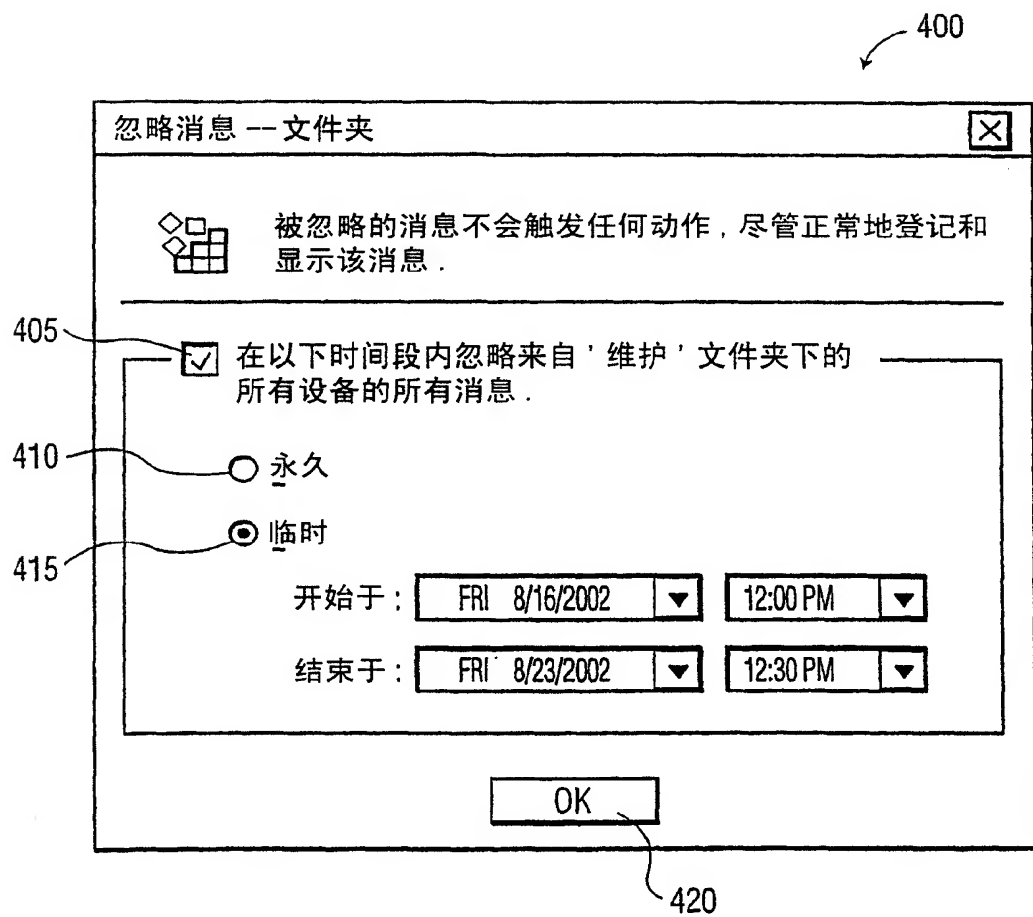 400
忽略消息 -- 文件夹
被忽略的消息不会触发任何动作 , 尽管正常地登记和
显示该消息 .
405
在以下时间段内忽略来自 ' 维护 ' 文件夹下的
所有设备的所有消息 .
410
永久
415
临时
开始于 : FRI 8/16/2002 12:00 PM
结束于 : FRI 8/23/2002 12:30 PM
OK
420